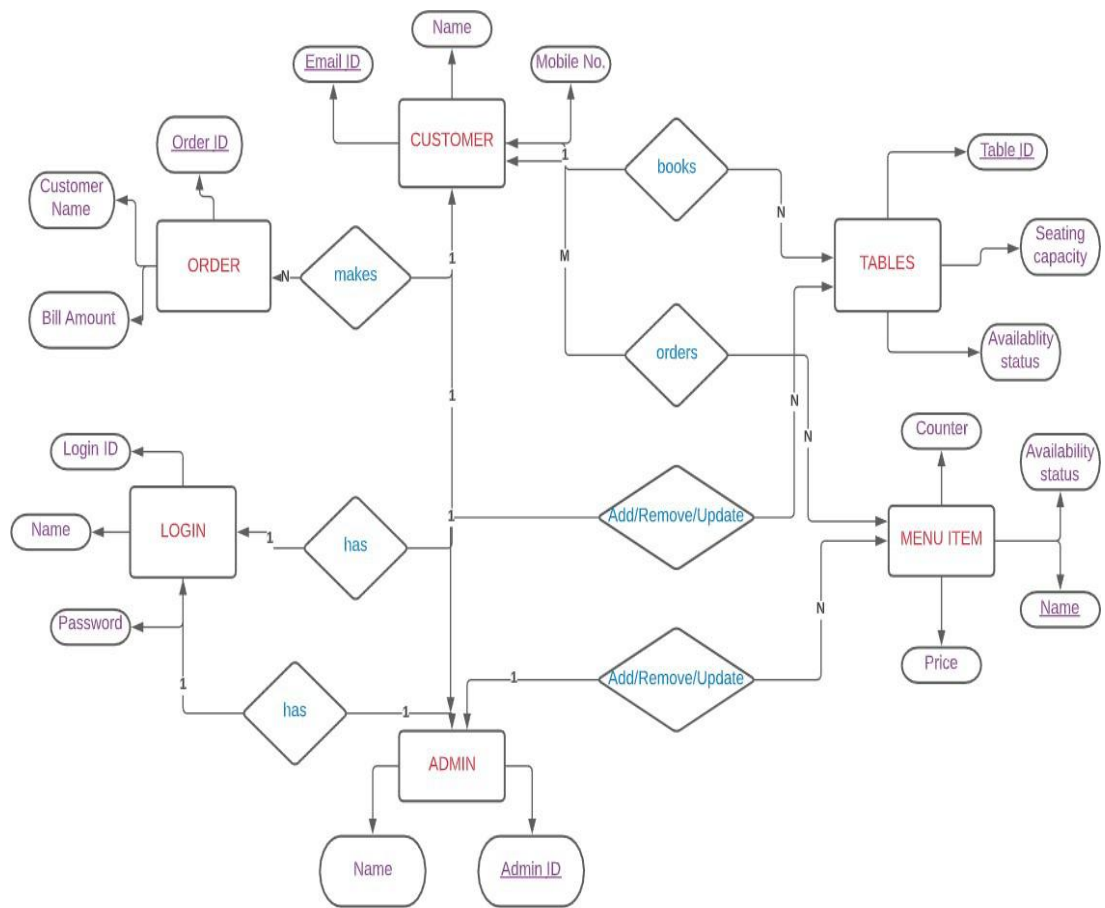 Name
Email ID
Mobile No.
CUSTOMER
Order ID
Customer
Name
ORDER
Bill Amount
N
makes
1
1
books
N
Table ID
Seating
capacity
TABLES
Availablity
status
M
orders
N
N
1
Login ID
Name
LOGIN
Password
1
has
1
Add/Remove/Update
Counter
Availability
status
MENU ITEM
Name
Price
N
Add/Remove/Update
1
1
has
1
ADMIN
Name
Admin ID